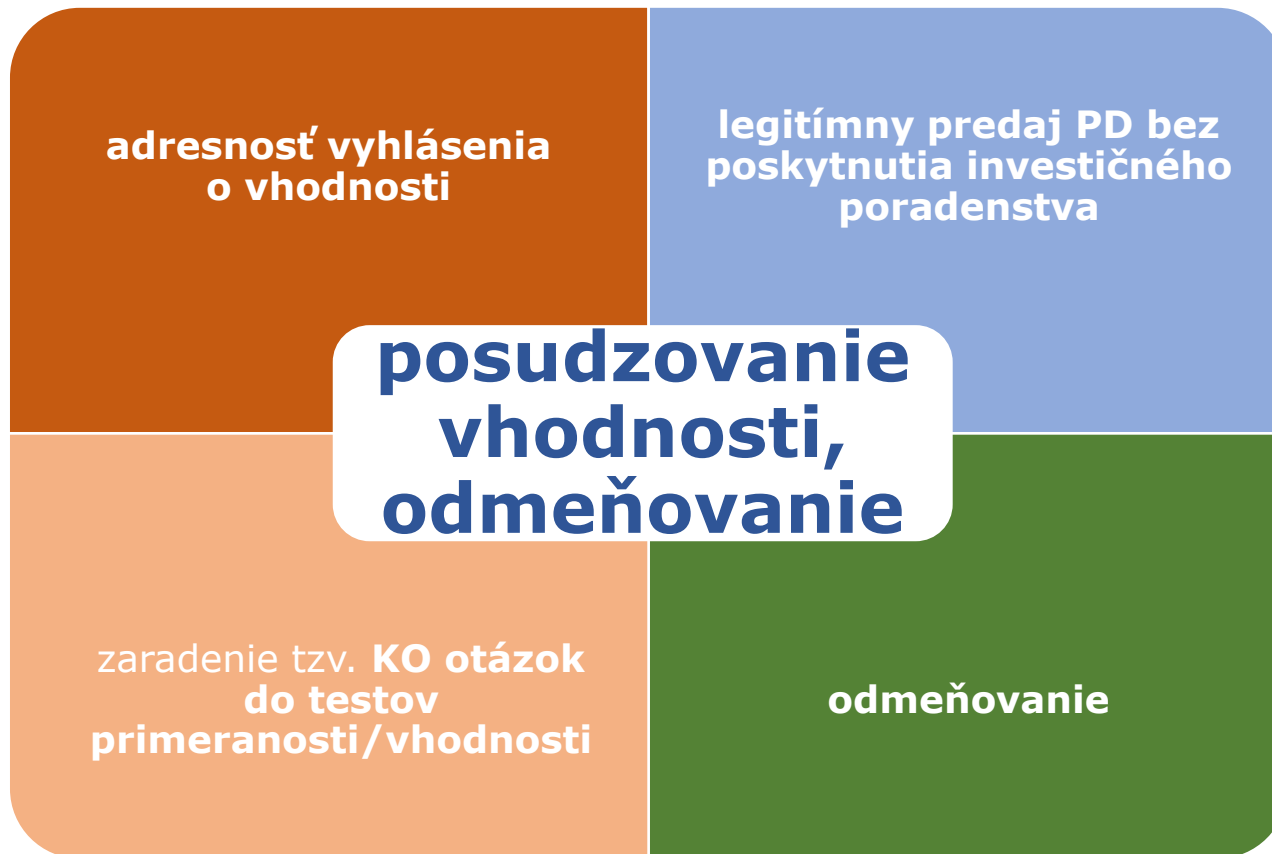 adresnosť vyhlásenia
o vhodnosti
legitímny predaj PD bez
poskytnutia investičného
poradenstva
posudzovanie
vhodnosti,
odmeňovanie
zaradenie tzv. KO otázok
do testov
primeranosti/vhodnosti
odmeňovanie